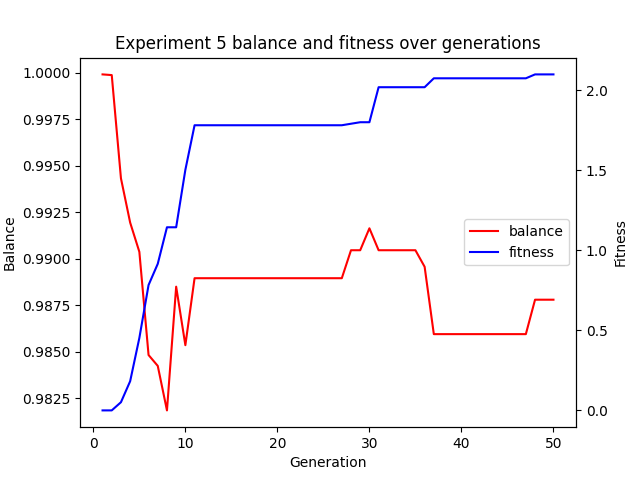 Experiment 5 balance and fitness over generations
Balance
1.0000
0.9975
0.9950
0.9925
0.9900
0.9875
0.9850
0.9825
balance
fitness
2.0
1.5
1.0
0.5
0.0
Fitness
0 10 20 30 40 50
Generation